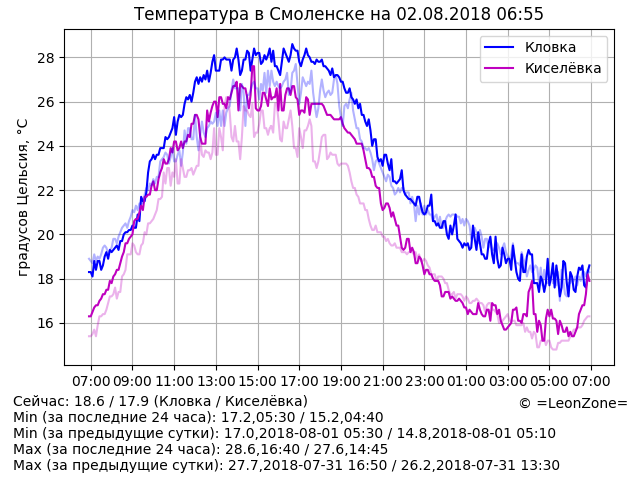 Температура в Смоленске на 02.08.2018 06:55
Кловка
Киселёвка
градусов Цельсия, °C
28
26
24
22
20
18
16
07:00 09:00 11:00 13:00 15:00 17:00 19:00 21:00 23:00 01:00 03:00 05:00 07:00
Сейчас: 18.6 / 17.9 (Кловка / Киселёвка)
© =LeonZone=
Min (за последние 24 часа): 17.2,05:30 / 15.2,04:40
Min (за предыдущие сутки): 17.0,2018-08-01 05:30 / 14.8,2018-08-01 05:10
Max (за последние 24 часа): 28.6,16:40 / 27.6,14:45
Max (за предыдущие сутки): 27.7,2018-07-31 16:50 / 26.2,2018-07-31 13:30